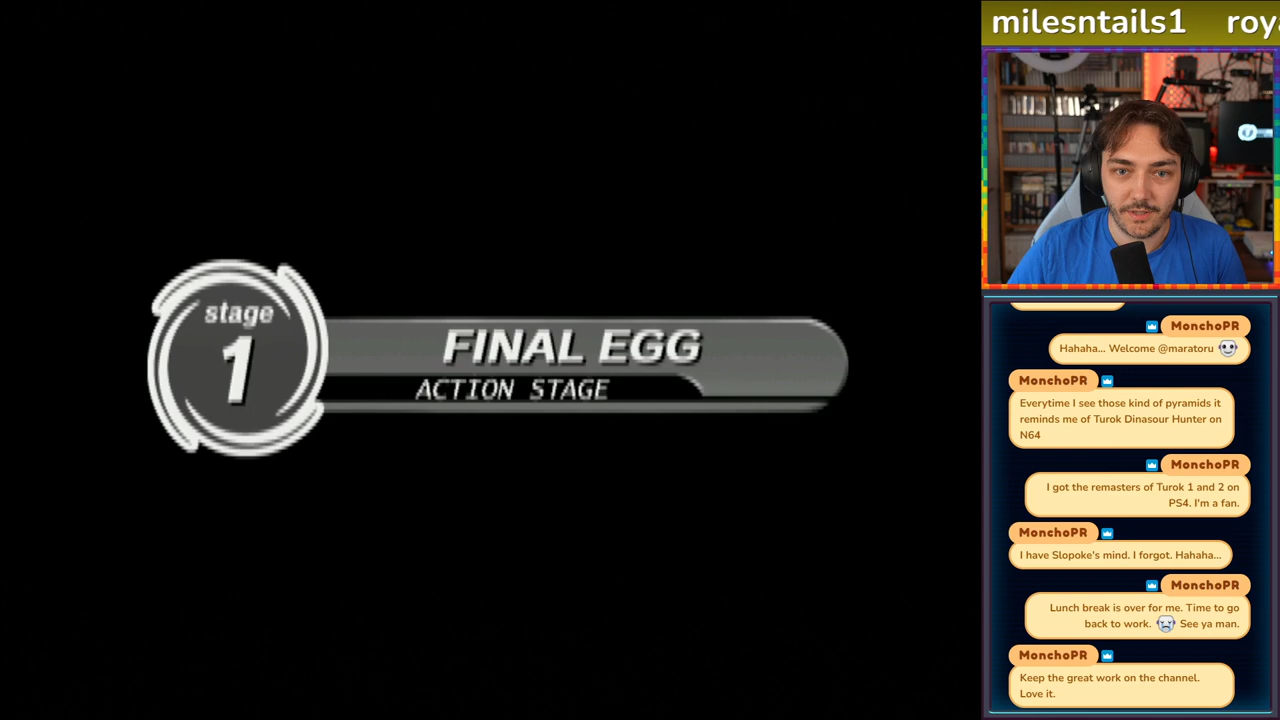 milesntails1
stage
1
FINAL EGG
ACTION STAGE
MonchoPR
Hahaha... Welcome @maratoru
MonchoPR
Everytime I see those kind of pyramids it
reminds me of Turok Dinasour Hunter on
N64
MonchoPR
I got the remasters of Turok 1 and 2 on
PS4. I'm a fan.
MonchoPR
I have Slopoke's mind. I forgot. Hahaha...
MonchoPR
Lunch break is over for me. Time to go
back to work. See ya man.
MonchoPR
Keep the great work on the channel.
Love it.